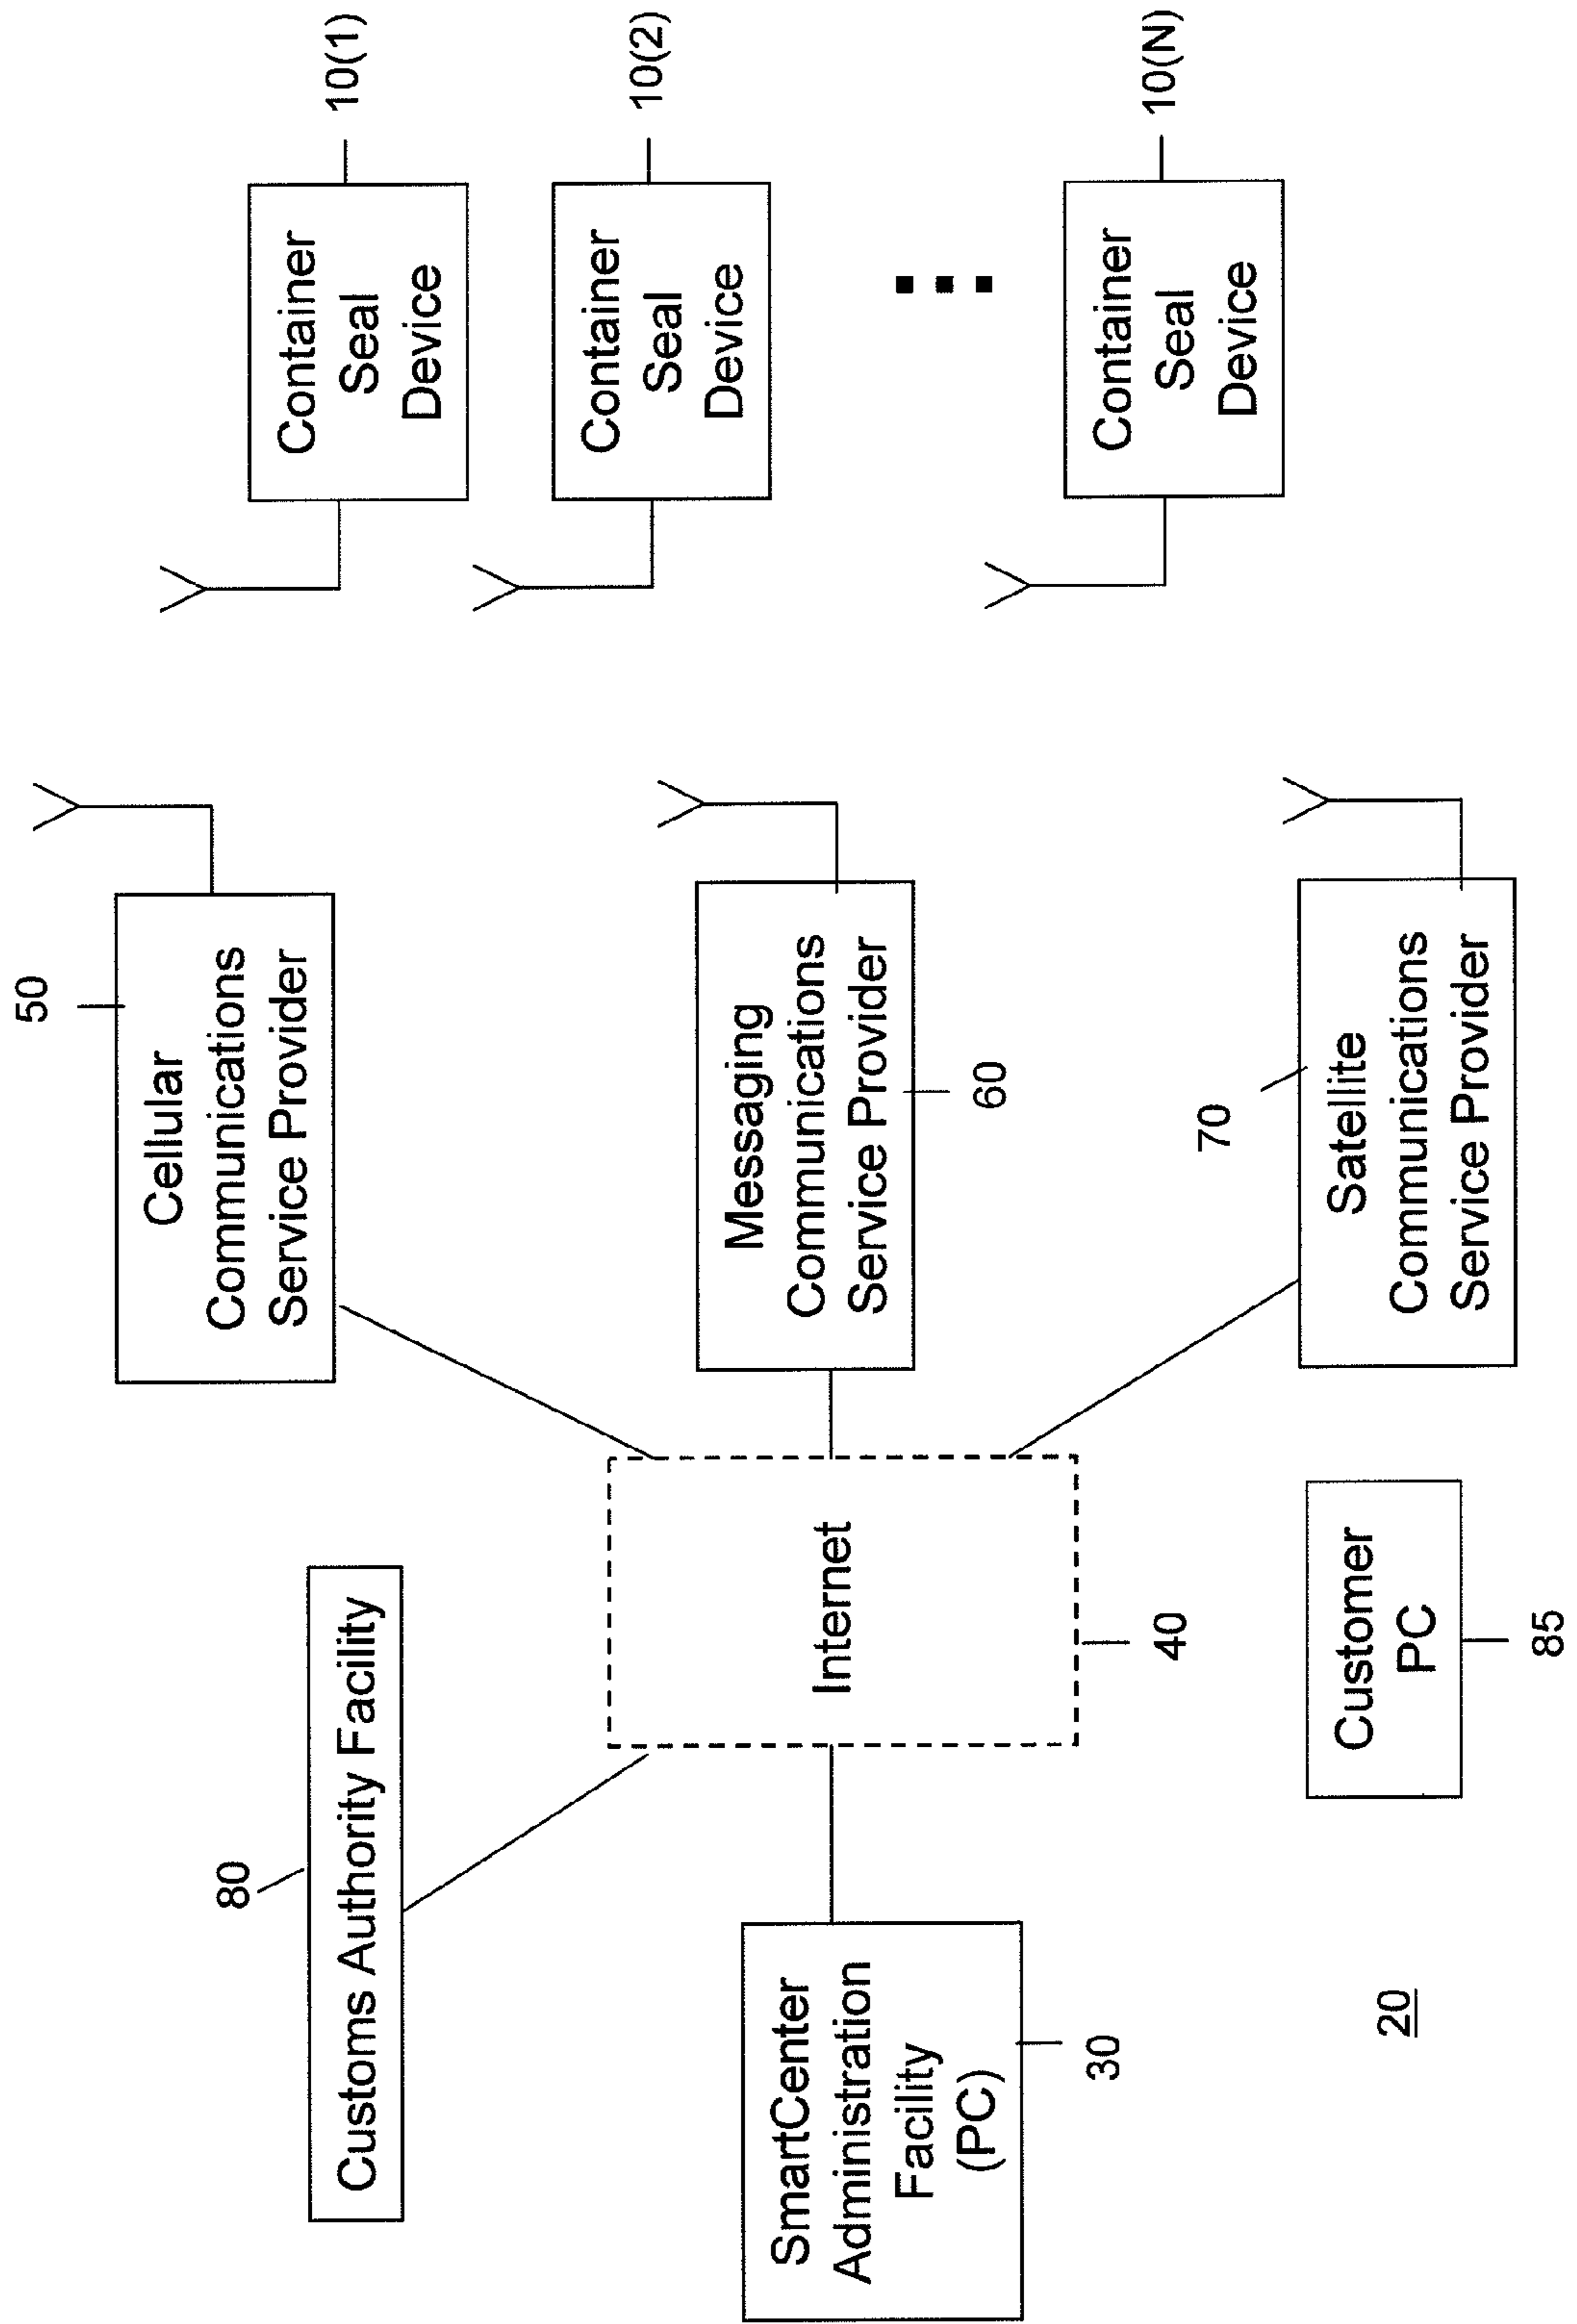 Customs Authority Facility
80
SmartCenter
Administration
Facility
(PC)
30
20
Internet
40
Customer
PC
85
50
Cellular
Communications
Service Provider
Messaging
Communications
Service Provider
60
70
Satellite
Communications
Service Provider
Container
Seal
Device
10(1)
Container
Seal
Device
10(2)
Container
Seal
Device
10(N)